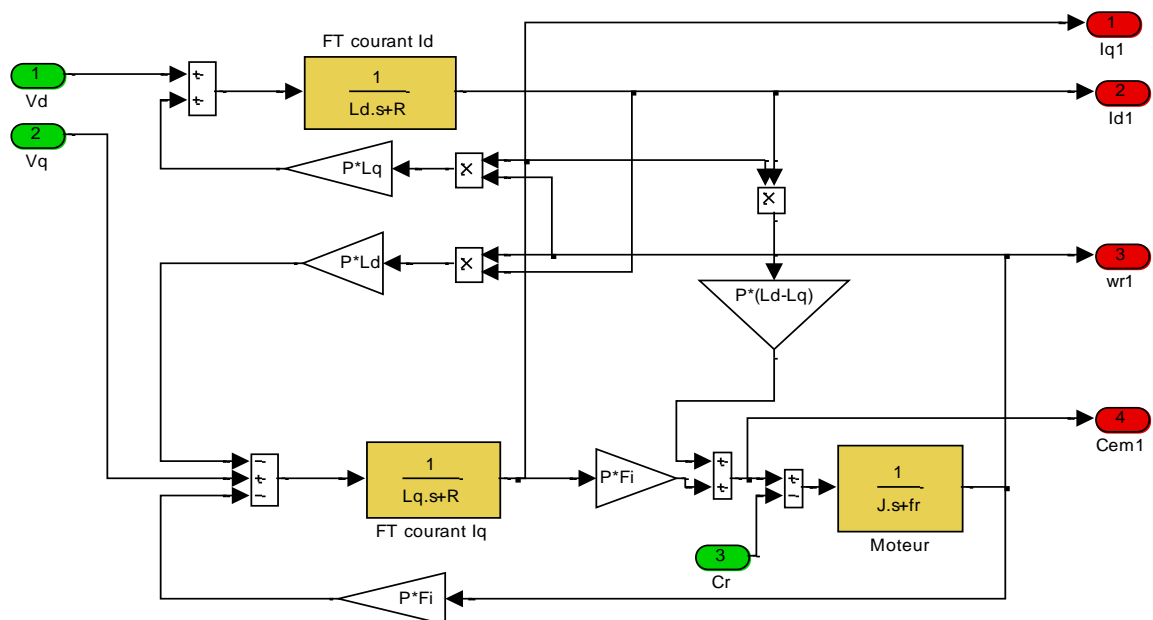 1
Iq1
FT courant Id
1
Vd
1
Ld.s+R
2
Id1
2
Vq
P*Lq
×
×
P*Ld
×
3
wr1
P*(Ld-Lq)
4
Cem1
1
Lq.s+R
FT courant Iq
P*Fi
1
J.s+fr
Moteur
3
Cr
P*Fi